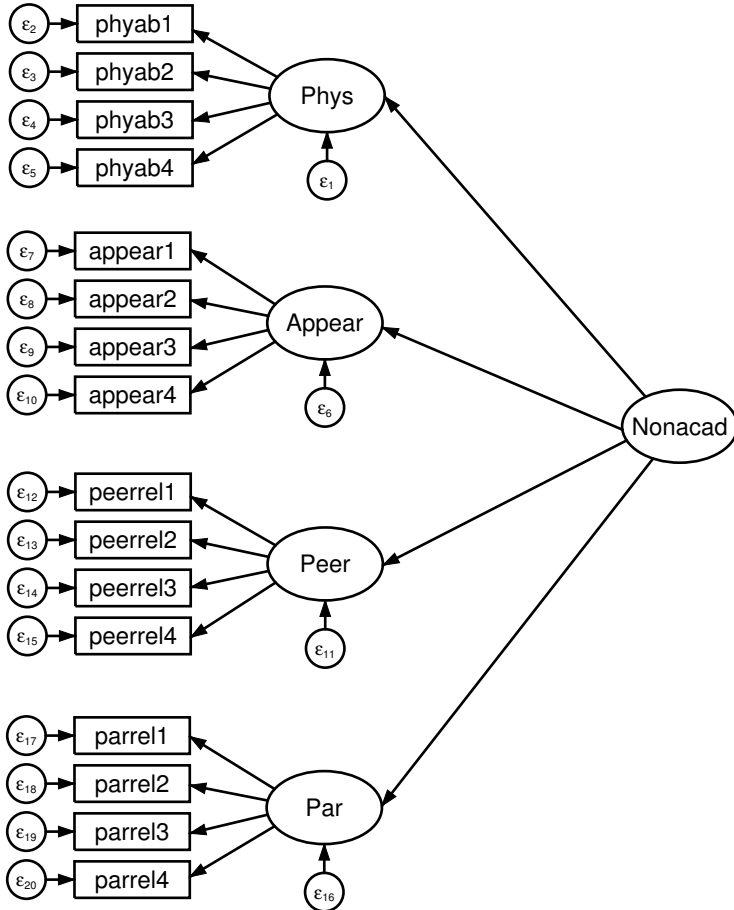 ε2 phyab1
ε3 phyab2
ε4 phyab3
ε5 phyab4
Phys
ε1
ε7 appear1
ε8 appear2
ε9 appear3
ε10 appear4
Appear
ε6
Nonacad
ε12 peerrel1
ε13 peerrel2
ε14 peerrel3
ε15 peerrel4
Peer
ε11
ε17 parrel1
ε18 parrel2
ε19 parrel3
ε20 parrel4
Par
ε16